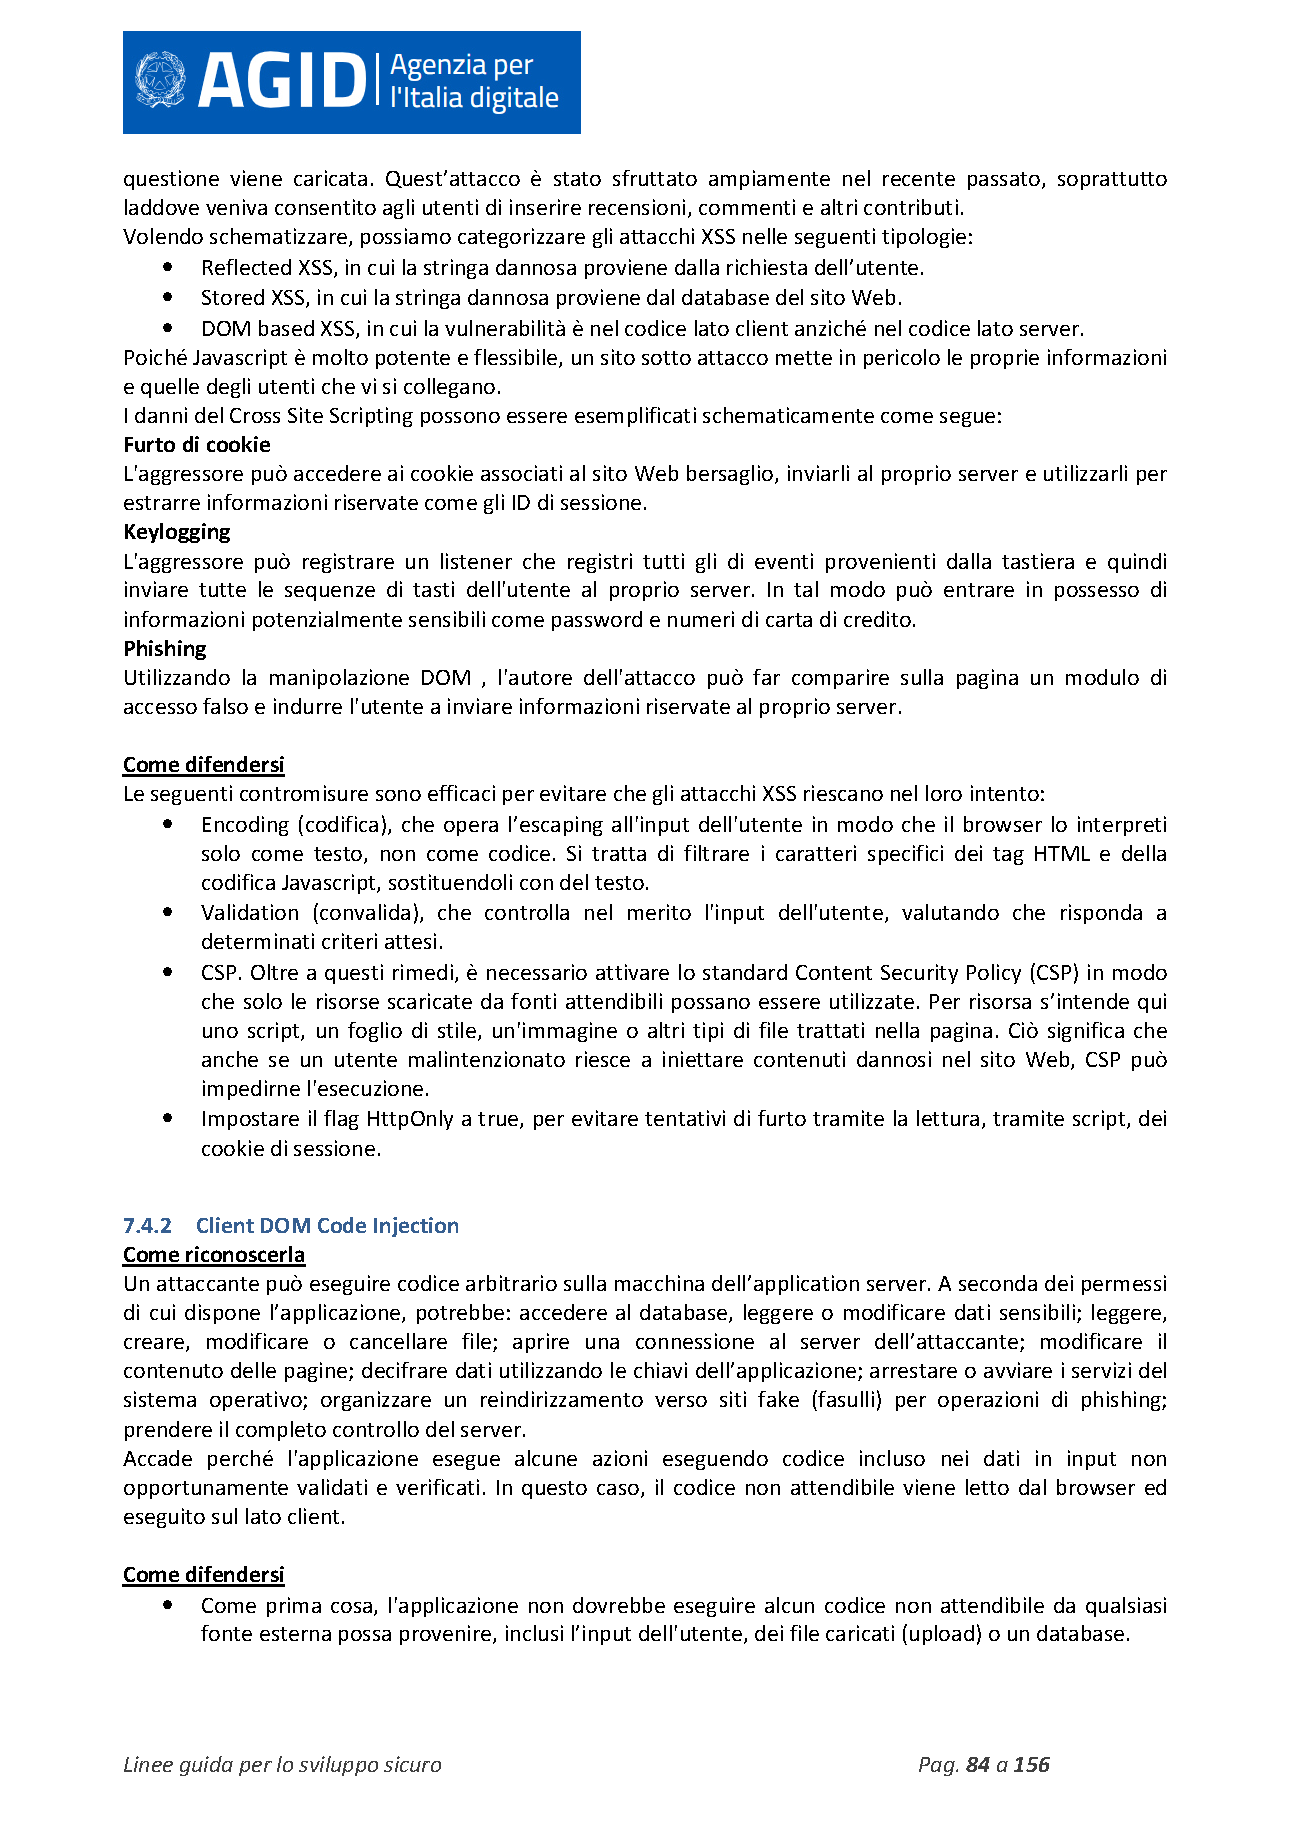 AGID Agenzia per
l'Italia digitale
questione viene caricata. Quest’attacco è stato sfruttato ampiamente nel recente passato, soprattutto
laddove veniva consentito agli utenti di inserire recensioni, commenti e altri contributi.
Volendo schematizzare, possiamo categorizzare gli attacchi XSS nelle seguenti tipologie:
• Reflected XSS, in cui la stringa dannosa proviene dalla richiesta dell’utente.
• Stored XSS, in cui la stringa dannosa proviene dal database del sito Web.
• DOM based XSS, in cui la vulnerabilità è nel codice lato client anziché nel codice lato server.
Poiché Javascript è molto potente e flessibile, un sito sotto attacco mette in pericolo le proprie informazioni
e quelle degli utenti che vi si collegano.
I danni del Cross Site Scripting possono essere esemplificati schematicamente come segue:
Furto di cookie
L'aggressore può accedere ai cookie associati al sito Web bersaglio, inviarli al proprio server e utilizzarli per
estrarre informazioni riservate come gli ID di sessione.
Keylogging
L'aggressore può registrare un listener che registri tutti gli di eventi provenienti dalla tastiera e quindi
inviare tutte le sequenze di tasti dell'utente al proprio server. In tal modo può entrare in possesso di
informazioni potenzialmente sensibili come password e numeri di carta di credito.
Phishing
Utilizzando la manipolazione DOM , l'autore dell'attacco può far comparire sulla pagina un modulo di
accesso falso e indurre l'utente a inviare informazioni riservate al proprio server.
Come difendersi
Le seguenti contromisure sono efficaci per evitare che gli attacchi XSS riescano nel loro intento:
• Encoding (codifica), che opera l’escaping all'input dell'utente in modo che il browser lo interpreti
solo come testo, non come codice. Si tratta di filtrare i caratteri specifici dei tag HTML e della
codifica Javascript, sostituendoli con del testo.
• Validation (convalida), che controlla nel merito l'input dell'utente, valutando che risponda a
determinati criteri attesi.
• CSP. Oltre a questi rimedi, è necessario attivare lo standard Content Security Policy (CSP) in modo
che solo le risorse scaricate da fonti attendibili possano essere utilizzate. Per risorsa s’intende qui
uno script, un foglio di stile, un'immagine o altri tipi di file trattati nella pagina. Ciò significa che
anche se un utente malintenzionato riesce a iniettare contenuti dannosi nel sito Web, CSP può
impedirne l'esecuzione.
• Impostare il flag HttpOnly a true, per evitare tentativi di furto tramite la lettura, tramite script, dei
cookie di sessione.
7.4.2 Client DOM Code Injection
Come riconoscerla
Un attaccante può eseguire codice arbitrario sulla macchina dell’application server. A seconda dei permessi
di cui dispone l’applicazione, potrebbe: accedere al database, leggere o modificare dati sensibili; leggere,
creare, modificare o cancellare file; aprire una connessione al server dell’attaccante; modificare il
contenuto delle pagine; decifrare dati utilizzando le chiavi dell’applicazione; arrestare o avviare i servizi del
sistema operativo; organizzare un reindirizzamento verso siti fake (fasulli) per operazioni di phishing;
prendere il completo controllo del server.
Accade perché l'applicazione esegue alcune azioni eseguendo codice incluso nei dati in input non
opportunamente validati e verificati. In questo caso, il codice non attendibile viene letto dal browser ed
eseguito sul lato client.
Come difendersi
• Come prima cosa, l'applicazione non dovrebbe eseguire alcun codice non attendibile da qualsiasi
fonte esterna possa provenire, inclusi l’input dell'utente, dei file caricati (upload) o un database.
Linee guida per lo sviluppo sicuro Pag. 84 a 156